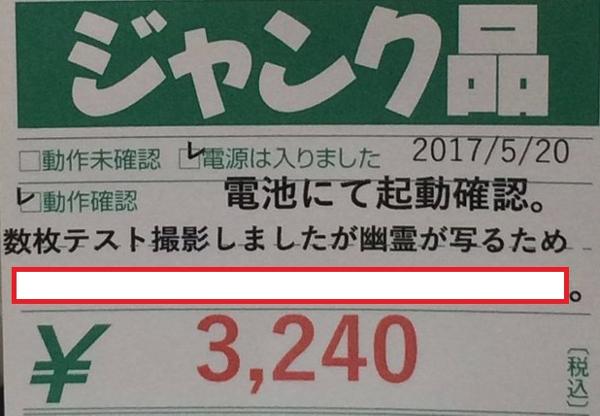 ジャンク品
□動作未確認 ☑電源は入りました 2017/5/20
☑動作確認 電池にて起動確認。
数枚テスト撮影しましたが幽霊が写るため
。
¥3,240〔税込〕